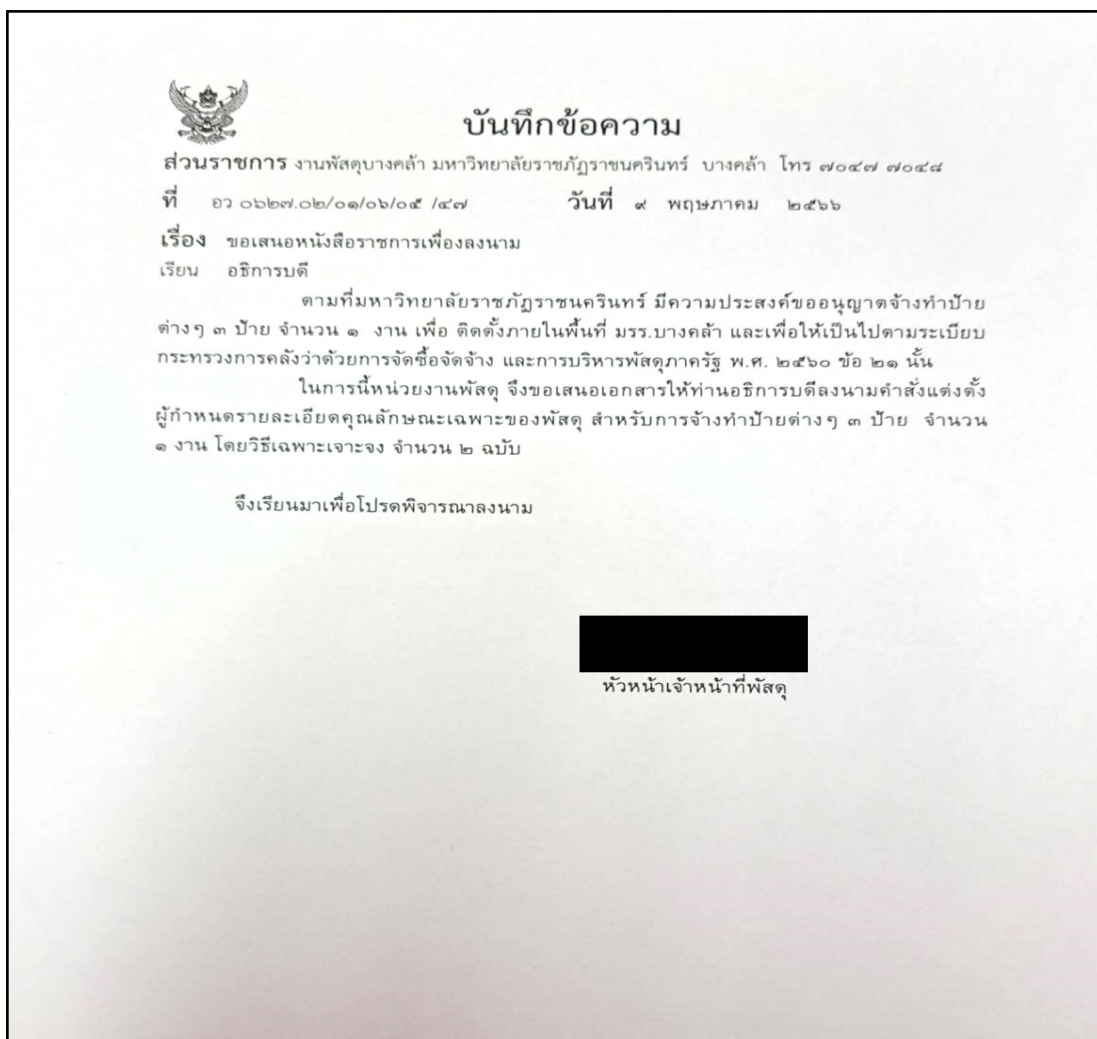 บันทึกข้อความ
ส่วนราชการ งานพัสดุบางคล้า มหาวิทยาลัยราชภัฏราชนครินทร์ บางคล้า โทร ๗๐๔๗ ๗๐๔๘
ที่ อว ๐๖๒๗.๐๒/๐๑/๐๖/๐๕ /๔๗ วันที่ ๙ พฤษภาคม ๒๕๖๖
เรื่อง ขอเสนอหนังสือราชการเพื่องลงนาม
เรียน อธิการบดี
ตามที่มหาวิทยาลัยราชภัฏราชนครินทร์ มีความประสงค์ขออนุญาตจ้างทำป้าย
ต่างๆ ๓ ป้าย จำนวน ๑ งาน เพื่อ ติดตั้งภายในพื้นที่ มรร.บางคล้า และเพื่อให้เป็นไปตามระเบียบ
กระทรวงการคลังว่าด้วยการจัดซื้อจัดจ้าง และการบริหารพัสดุภาครัฐ พ.ศ. ๒๕๖๐ ข้อ ๒๑ นั้น
ในการนี้หน่วยงานพัสดุ จึงขอเสนอเอกสารให้ท่านอธิการบดีลงนามคำสั่งแต่งตั้ง
ผู้กำหนดรายละเอียดคุณลักษณะเฉพาะของพัสดุ สำหรับการจ้างทำป้ายต่างๆ ๓ ป้าย จำนวน
๑ งาน โดยวิธีเฉพาะเจาะจง จำนวน ๒ ฉบับ
จึงเรียนมาเพื่อโปรดพิจารณาลงนาม
หัวหน้าเจ้าหน้าที่พัสดุ